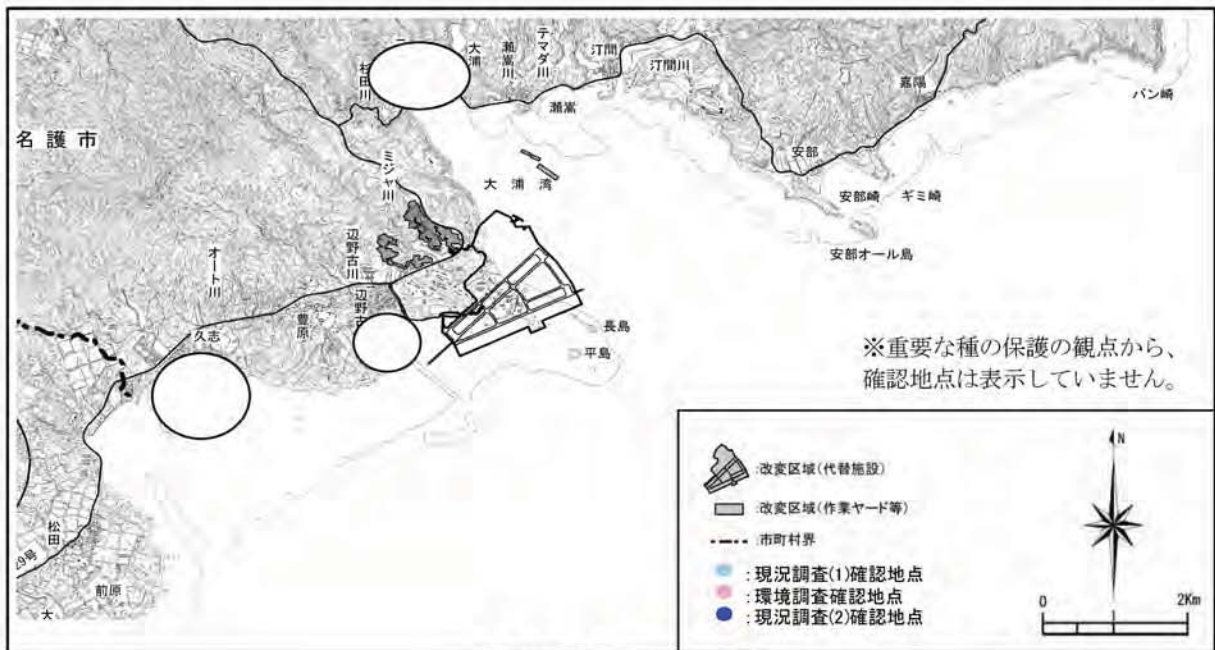 名護市
杉田川
大浦
瀬嵩川
テマダ川
汀間
汀間川
瀬嵩
嘉陽
バン崎
安部
安部崎
ギミ崎
安部オール島
大浦湾
ミジャ川
辺野古川
辺野古
オート川
豊原
久志
長島
平島
松田
29号
前原
大
※重要な種の保護の観点から、
確認地点は表示していません。
:改変区域(代替施設)
:改変区域(作業ヤード等)
:市町村界
:現況調査(1)確認地点
:環境調査確認地点
:現況調査(2)確認地点
N
0 2Km